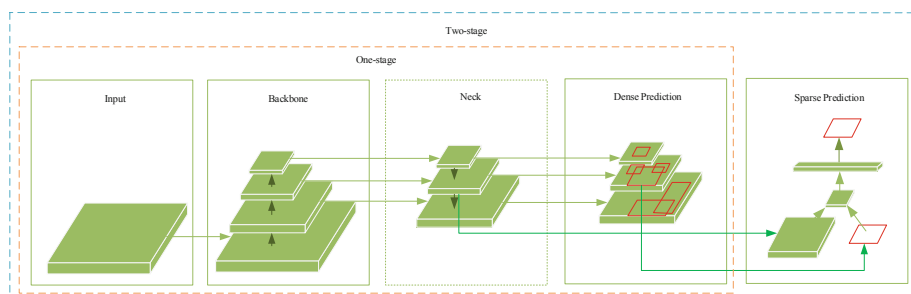 Two-stage
One-stage
Input
Backbone
Neck
Dense Prediction
Sparse Prediction